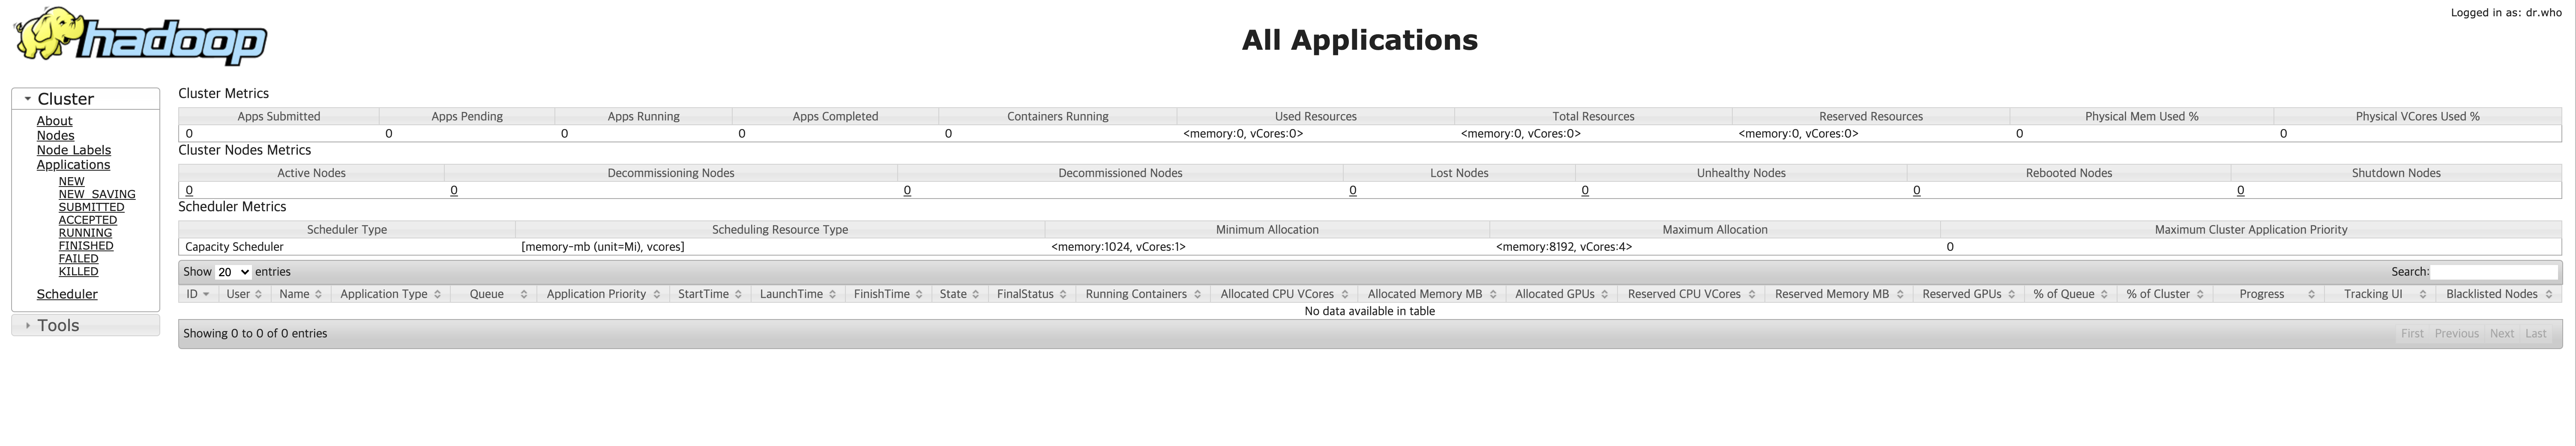 hadoop
Logged in as: dr.who
All Applications
Cluster
About
Nodes
Node Labels
Applications
NEW
NEW_SAVING
SUBMITTED
ACCEPTED
RUNNING
FINISHED
FAILED
KILLED
Scheduler
Tools
Cluster Metrics
Apps Submitted Apps Pending Apps Running Apps Completed Containers Running Used Resources Total Resources Reserved Resources Physical Mem Used % Physical VCores Used %
0 0 0 0 0 <memory:0, vCores:0> <memory:0, vCores:0> <memory:0, vCores:0> 0 0
Cluster Nodes Metrics
Active Nodes Decommissioning Nodes Decommissioned Nodes Lost Nodes Unhealthy Nodes Rebooted Nodes Shutdown Nodes
0 0 0 0 0 0 0
Scheduler Metrics
Scheduler Type Scheduling Resource Type Minimum Allocation Maximum Allocation Maximum Cluster Application Priority
Capacity Scheduler [memory-mb (unit=Mi), vcores] <memory:1024, vCores:1> <memory:8192, vCores:4> 0
Show 20 entries Search:
ID User Name Application Type Queue Application Priority StartTime LaunchTime FinishTime State FinalStatus Running Containers Allocated CPU VCores Allocated Memory MB Allocated GPUs Reserved CPU VCores Reserved Memory MB Reserved GPUs % of Queue % of Cluster Progress Tracking UI Blacklisted Nodes
No data available in table
Showing 0 to 0 of 0 entries First Previous Next Last